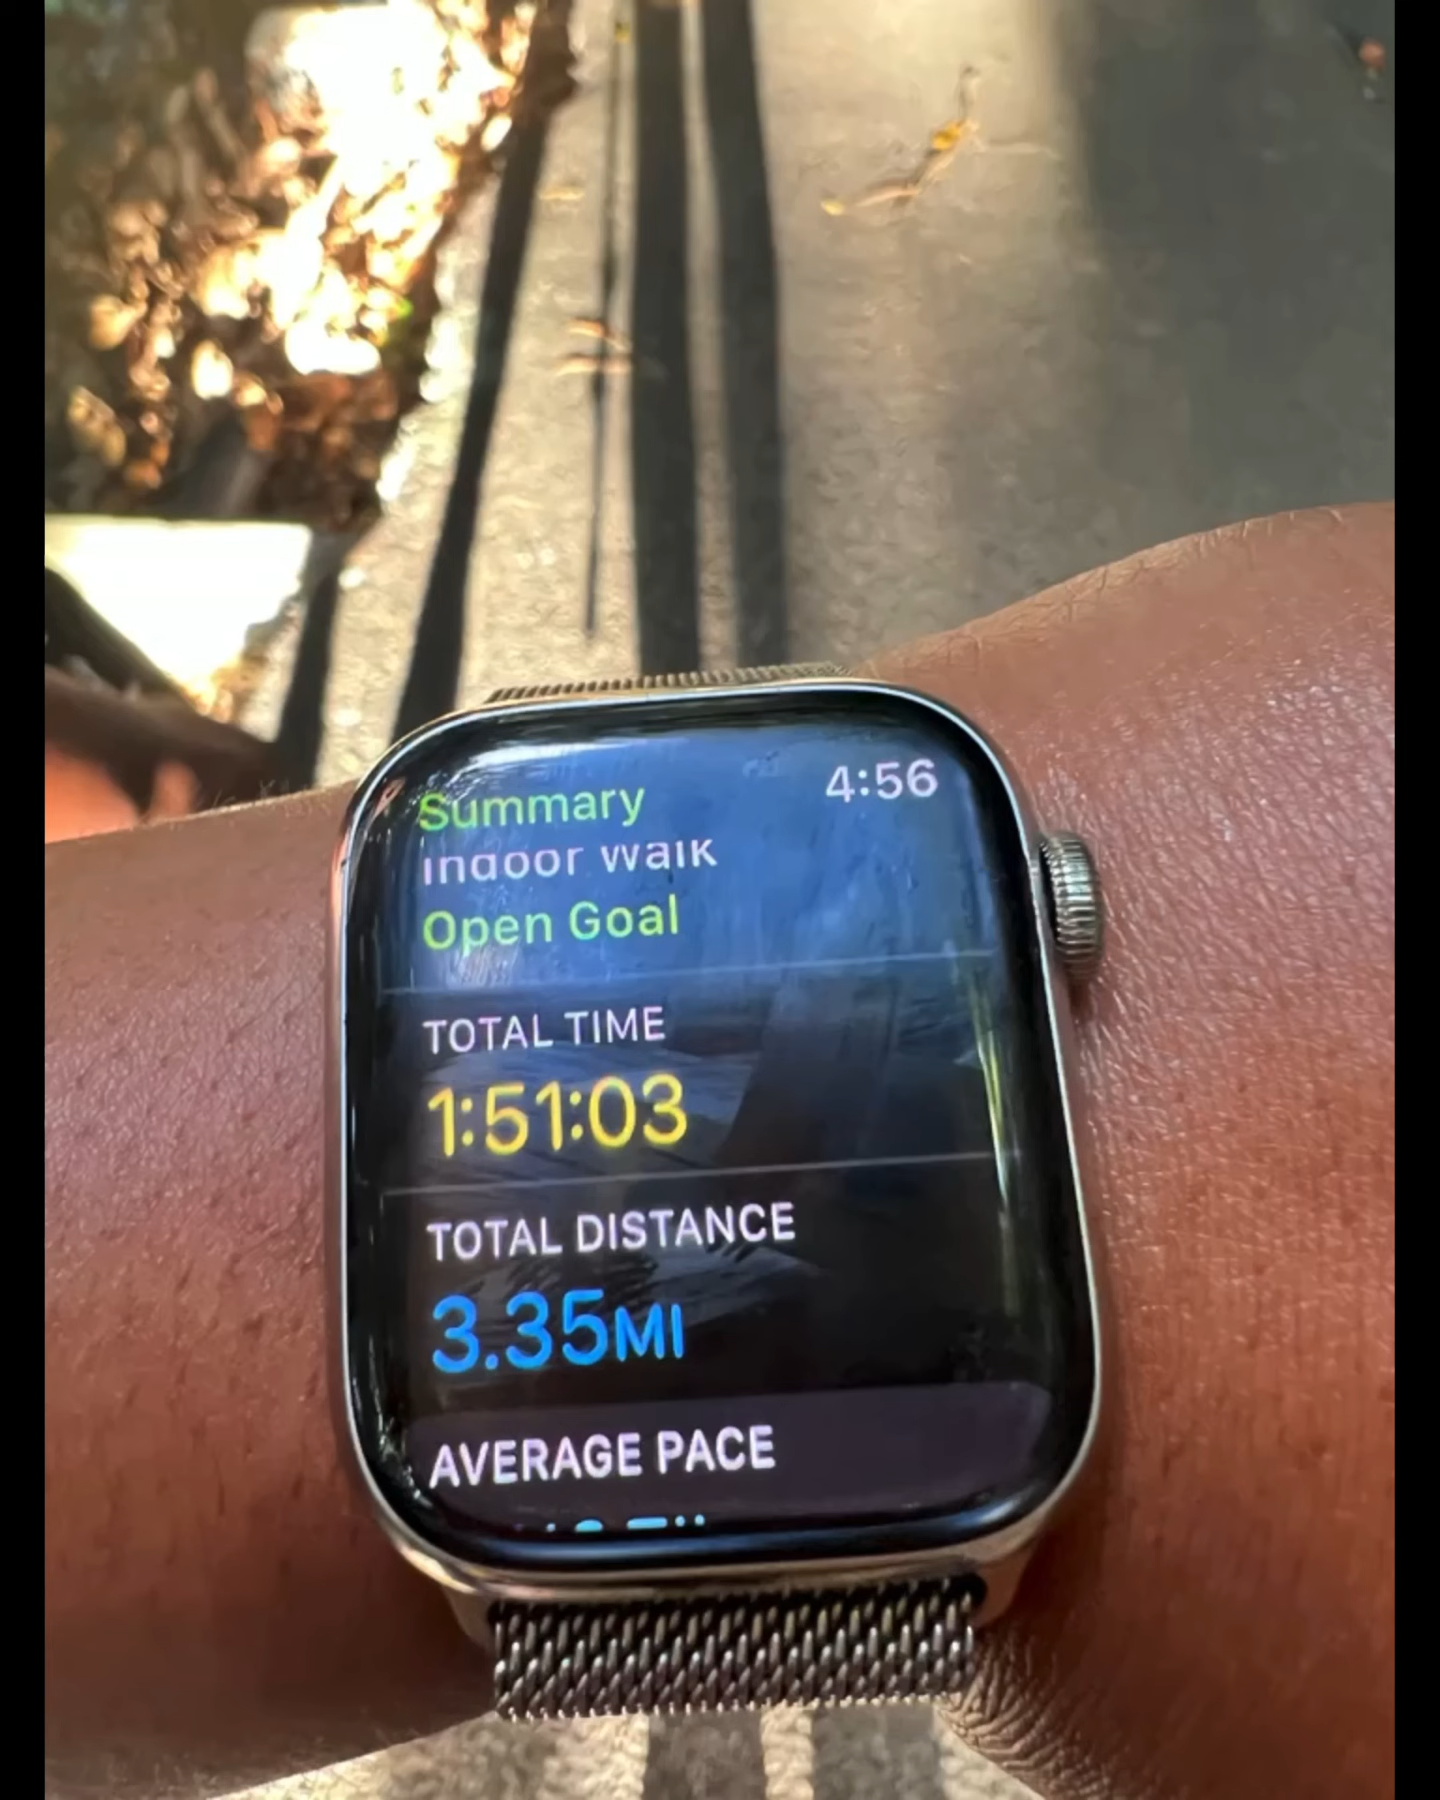 Summary
4:56
Indoor Walk
Open Goal
TOTAL TIME
1:51:03
TOTAL DISTANCE
3.35MI
AVERAGE PACE